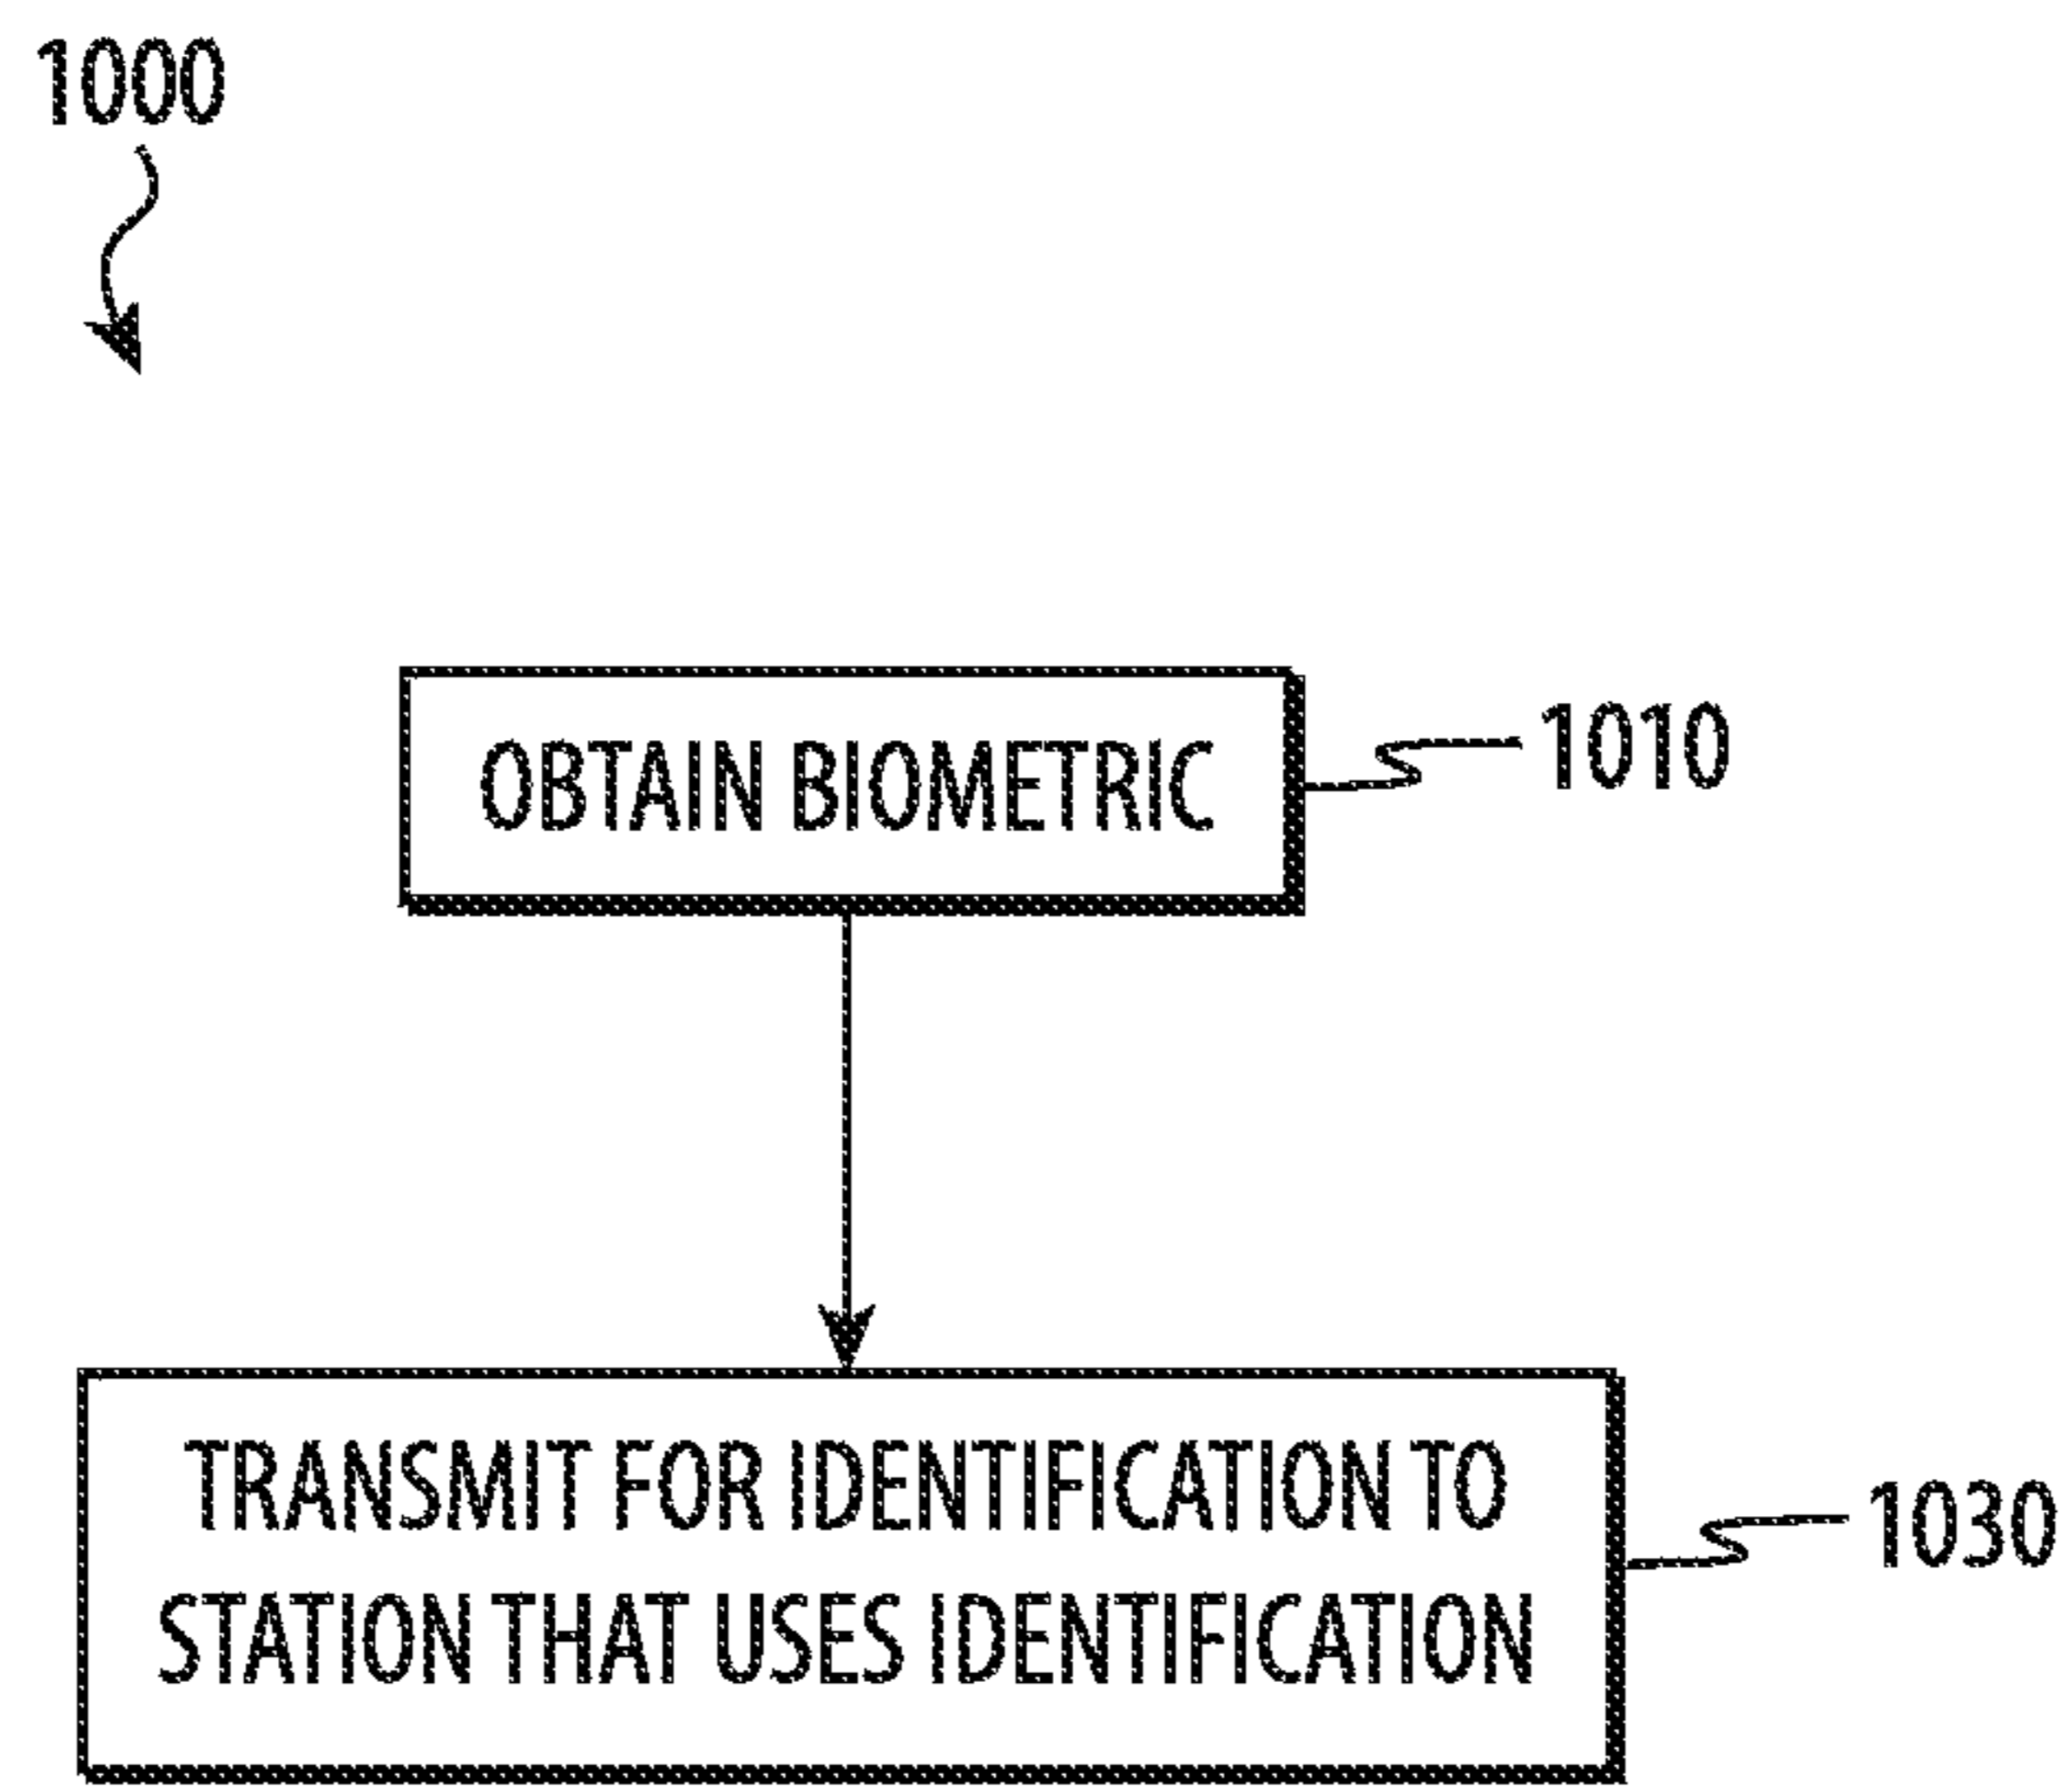 1000
OBTAIN BIOMETRIC
1010
TRANSMIT FOR IDENTIFICATION TO
STATION THAT USES IDENTIFICATION
1030